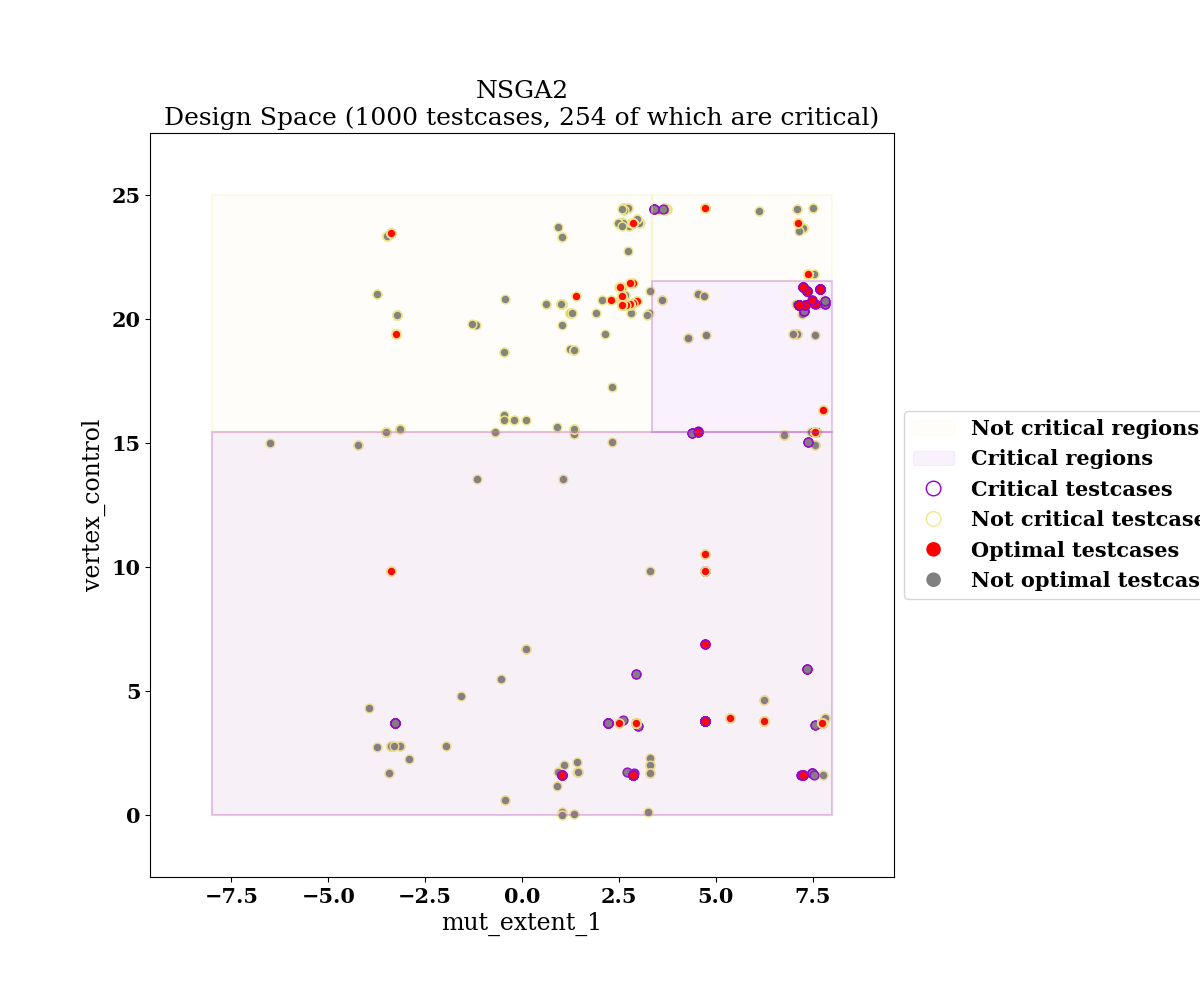 NSGA2
Design Space (1000 testcases, 254 of which are critical)
25
20
15
10
5
0
vertex_control
−7.5
−5.0
−2.5
0.0
2.5
5.0
7.5
mut_extent_1
Not critical regions
Critical regions
Critical testcases
Not critical testcase
Optimal testcases
Not optimal testcas